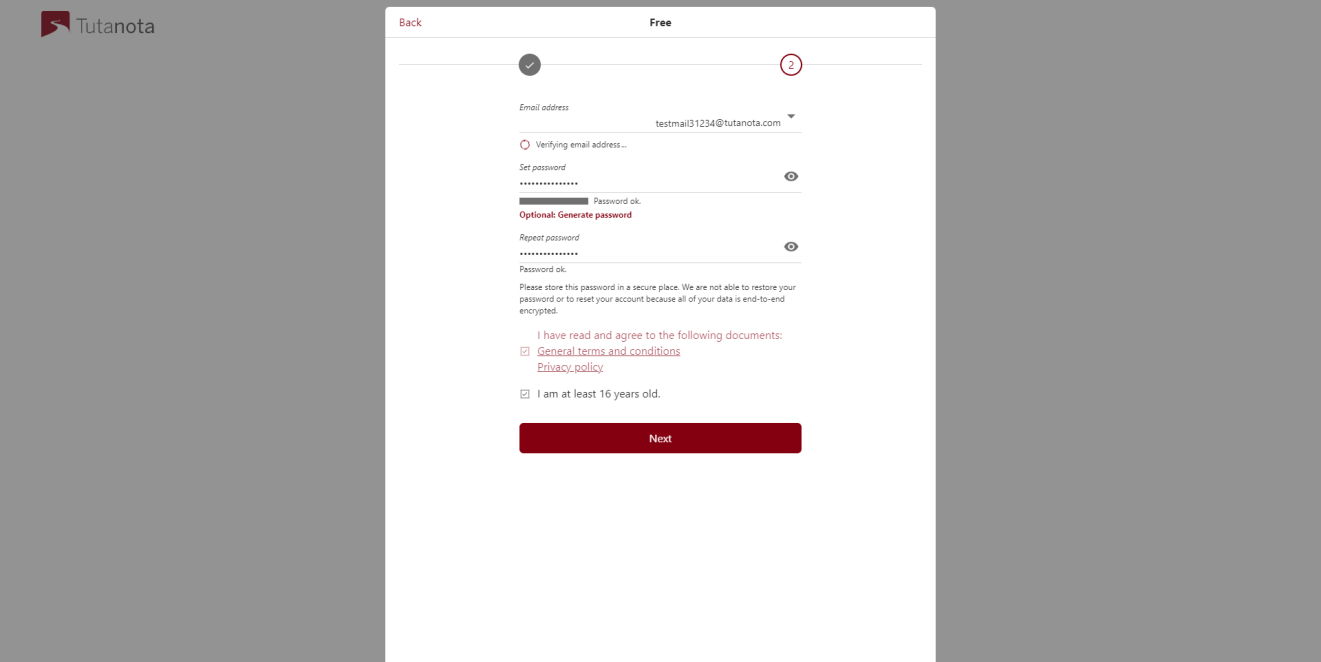 Tutanota
Back
Free
2
Email address
testmail31234@tutanota.com
Verifying email address...
Set password
•••••••••••••••
Password ok.
Optional: Generate password
Repeat password
•••••••••••••••
Password ok.
Please store this password in a secure place. We are not able to restore your
password or to reset your account because all of your data is end-to-end
encrypted.
I have read and agree to the following documents:
General terms and conditions
Privacy policy
I am at least 16 years old.
Next